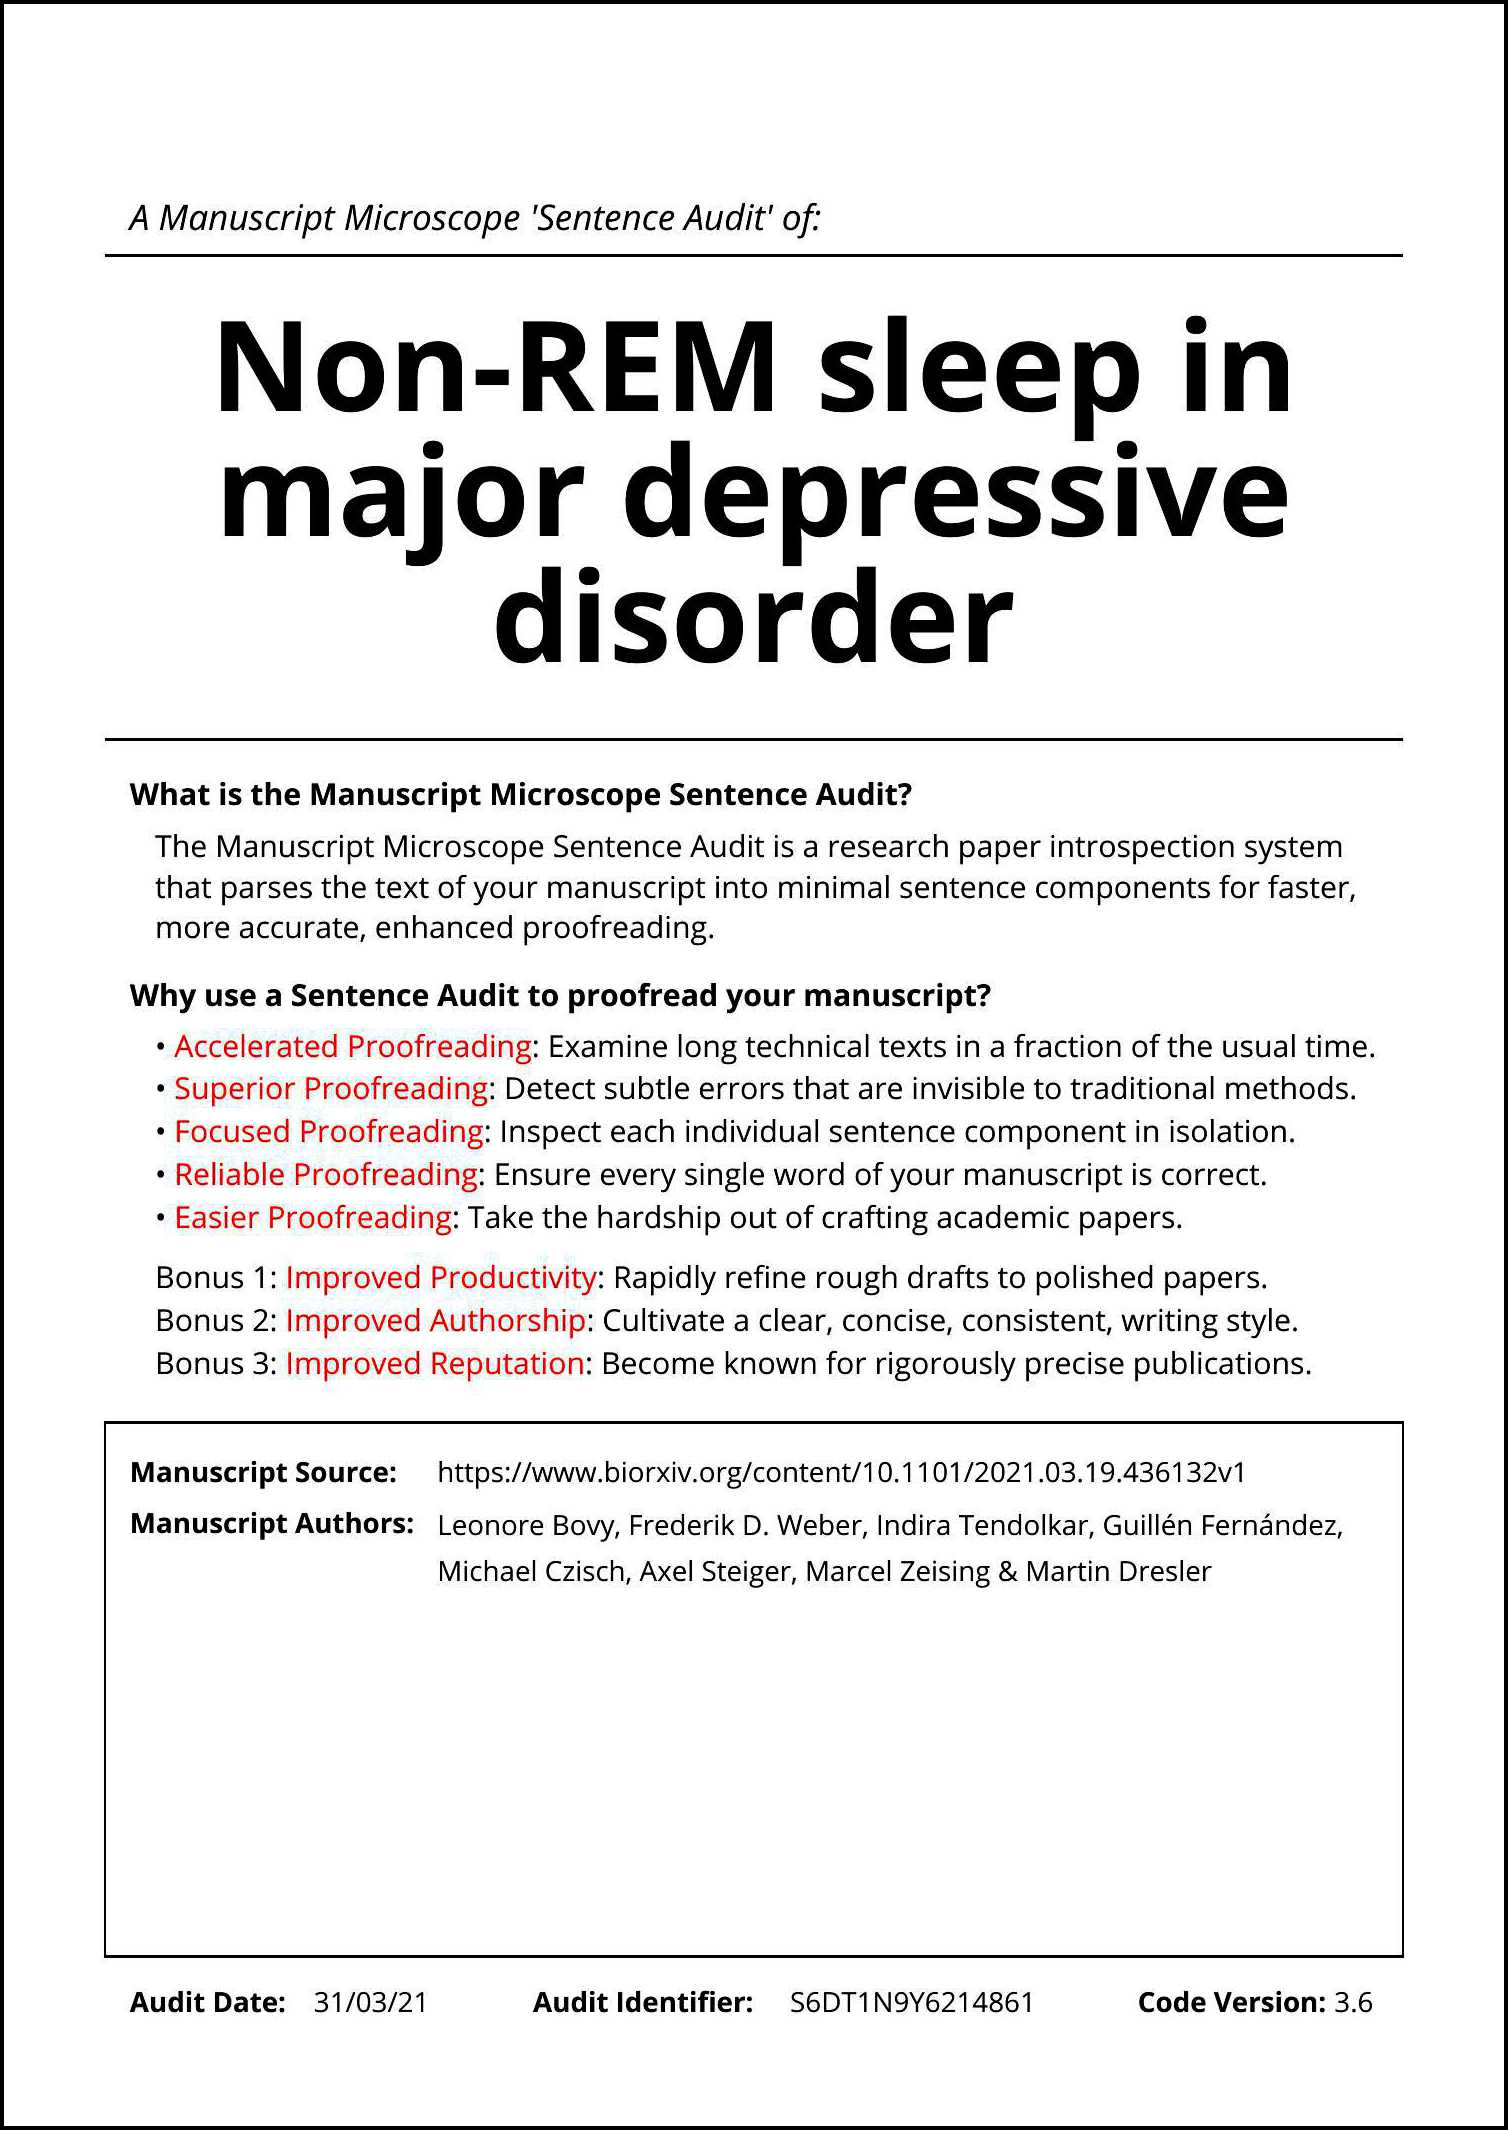 A Manuscript Microscope 'Sentence Audit' of:
Non-REM sleep in
major depressive
disorder
What is the Manuscript Microscope Sentence Audit?
The Manuscript Microscope Sentence Audit is a research paper introspection system
that parses the text of your manuscript into minimal sentence components for faster,
more accurate, enhanced proofreading.
Why use a Sentence Audit to proofread your manuscript?
• Accelerated Proofreading: Examine long technical texts in a fraction of the usual time.
• Superior Proofreading: Detect subtle errors that are invisible to traditional methods.
• Focused Proofreading: Inspect each individual sentence component in isolation.
• Reliable Proofreading: Ensure every single word of your manuscript is correct.
• Easier Proofreading: Take the hardship out of crafting academic papers.
Bonus 1: Improved Productivity: Rapidly refine rough drafts to polished papers.
Bonus 2: Improved Authorship: Cultivate a clear, concise, consistent, writing style.
Bonus 3: Improved Reputation: Become known for rigorously precise publications.
Manuscript Source: https://www.biorxiv.org/content/10.1101/2021.03.19.436132v1
Manuscript Authors: Leonore Bovy, Frederik D. Weber, Indira Tendolkar, Guillén Fernández,
Michael Czisch, Axel Steiger, Marcel Zeising & Martin Dresler
Audit Date: 31/03/21 Audit Identifier: S6DT1N9Y6214861 Code Version: 3.6